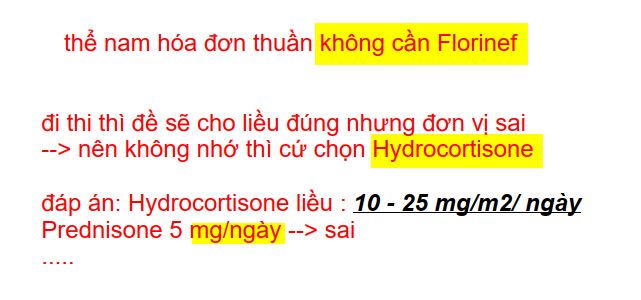 thể nam hóa đơn thuần không cần Florinef
đi thi thì đề sẽ cho liều đúng nhưng đơn vị sai
--> nên không nhớ thì cứ chọn Hydrocortisone
đáp án: Hydrocortisone liều : 10 - 25 mg/m2/ ngày
Prednisone 5 mg/ngày --> sai
.....